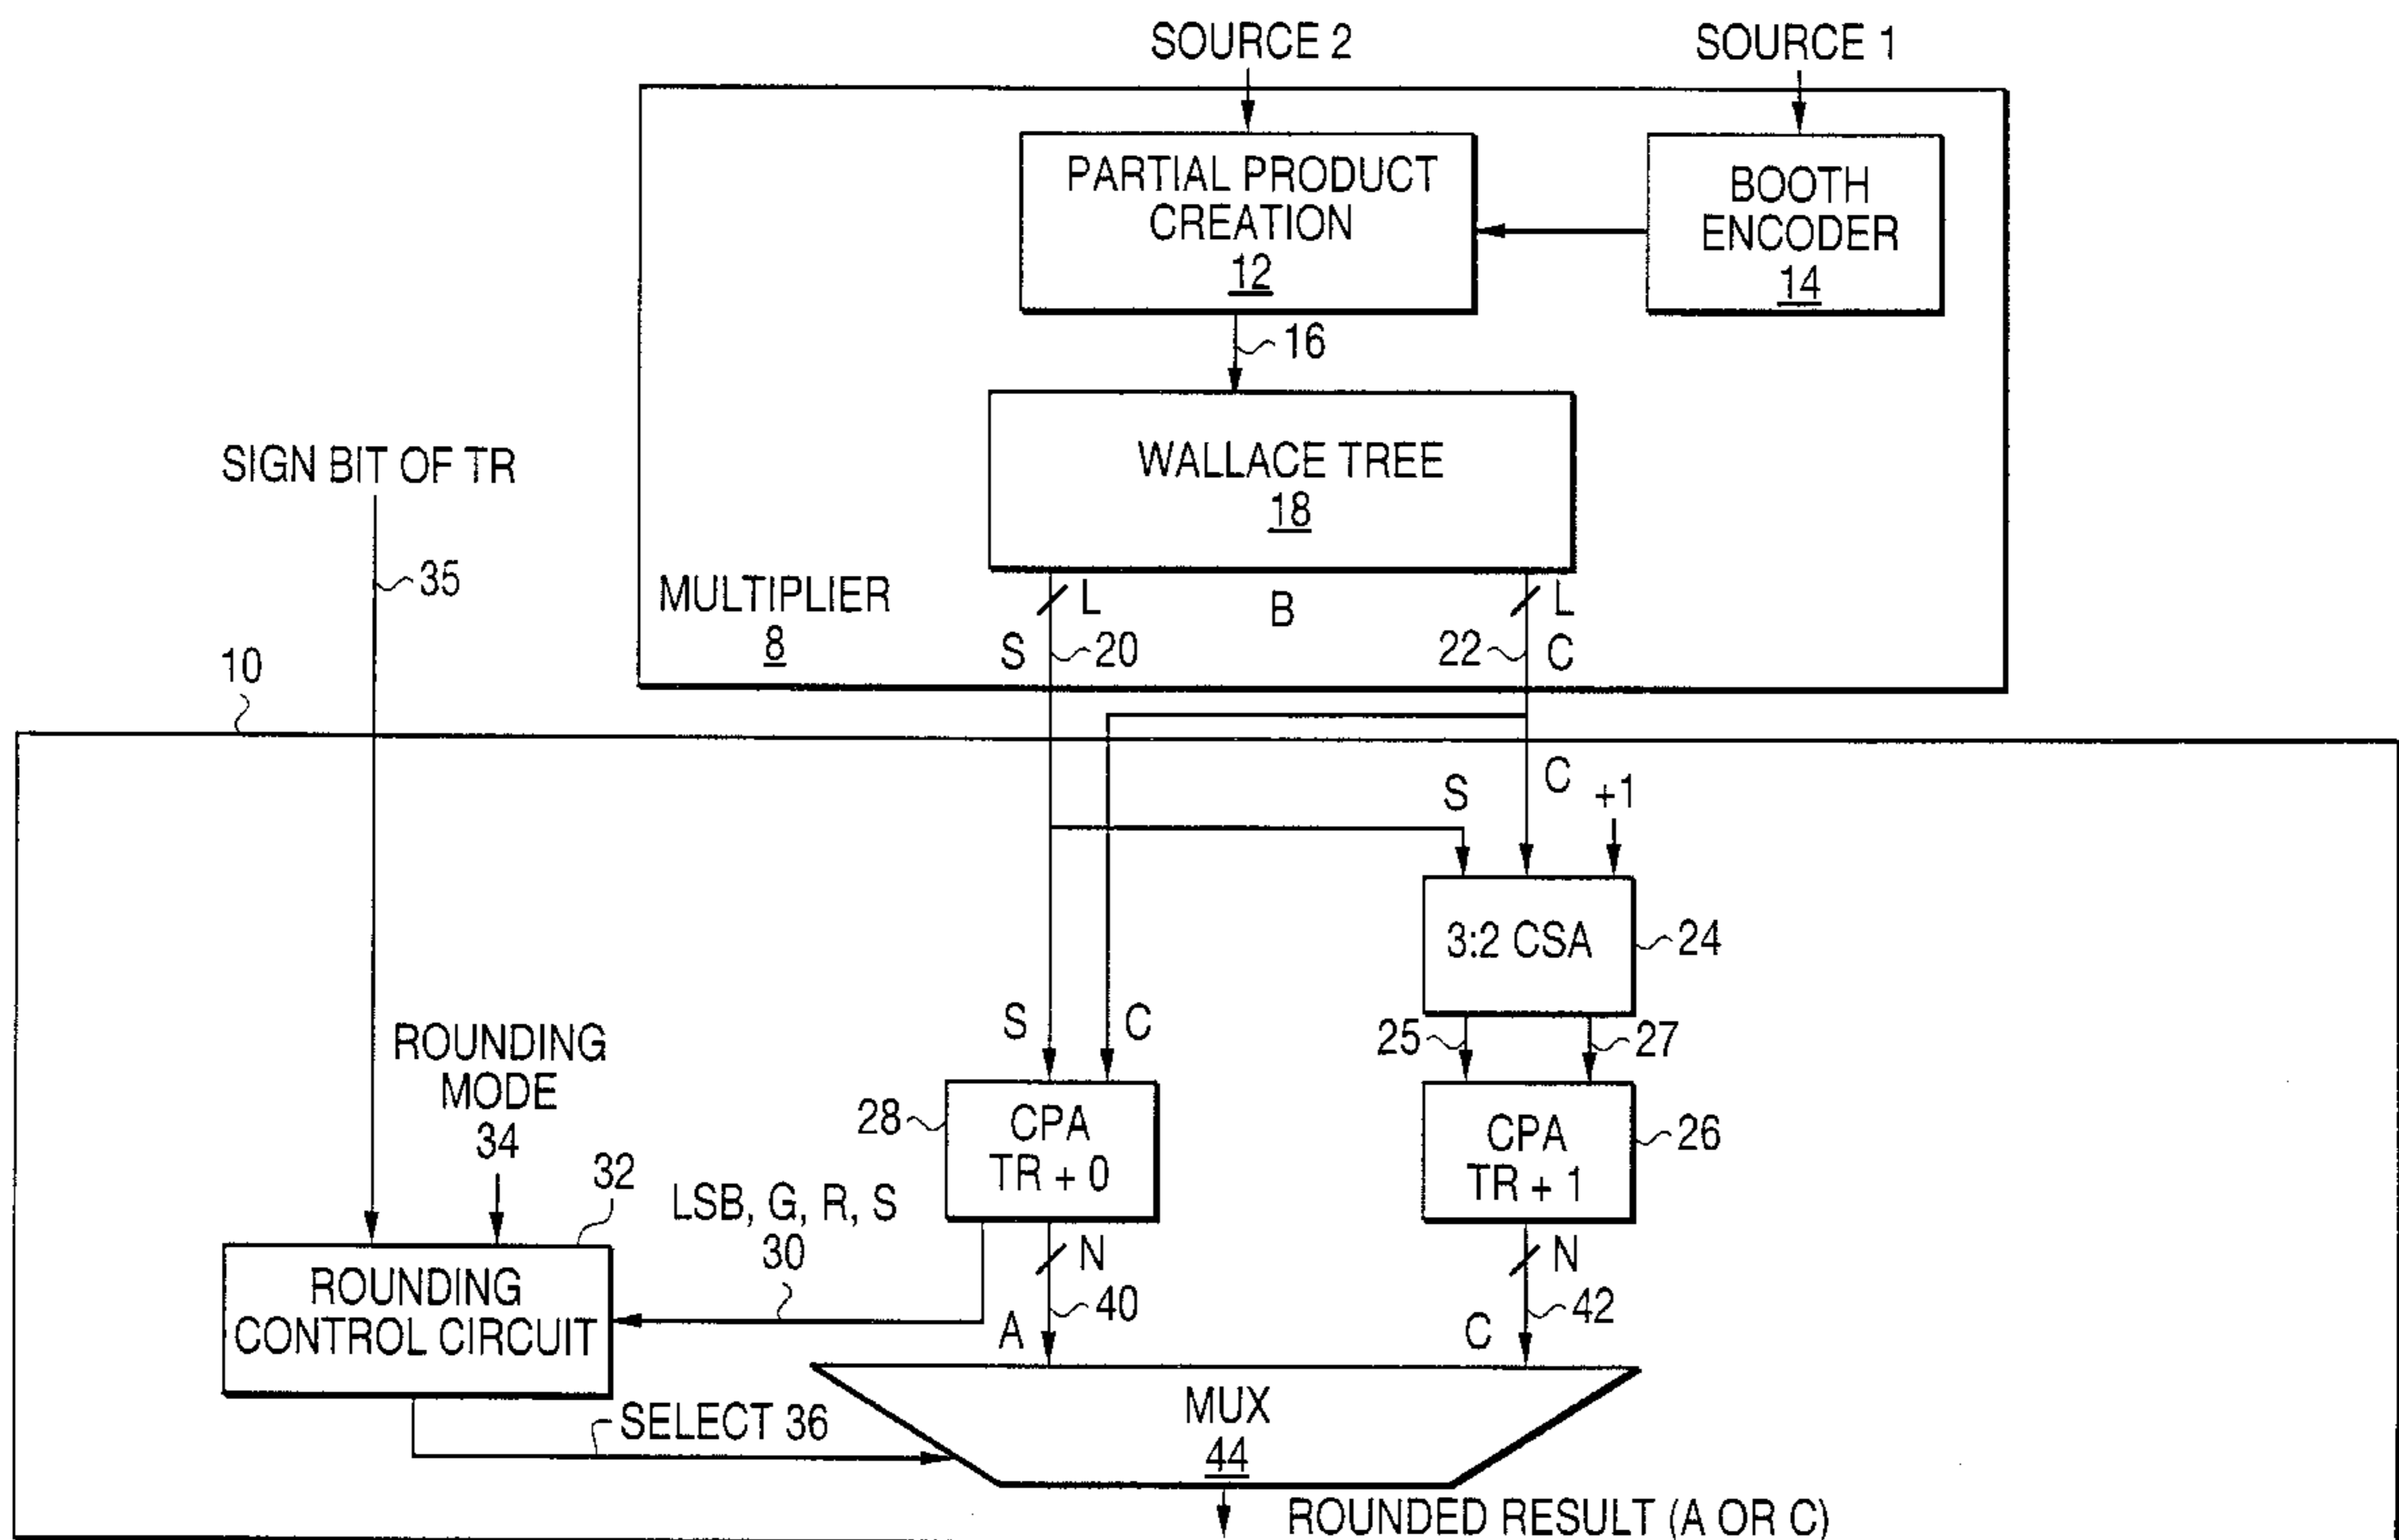 SOURCE 2
SOURCE 1
PARTIAL PRODUCT
CREATION
12
BOOTH
ENCODER
14
16
WALLACE TREE
18
SIGN BIT OF TR
35
MULTIPLIER
8
L
B
L
S
20
22
C
10
S
C
+1
3:2 CSA
24
S
C
25
27
ROUNDING
MODE
34
28
CPA
TR + 0
CPA
TR + 1
26
32
LSB, G, R, S
30
N
N
ROUNDING
CONTROL CIRCUIT
A
40
C
42
SELECT 36
MUX
44
ROUNDED RESULT (A OR C)